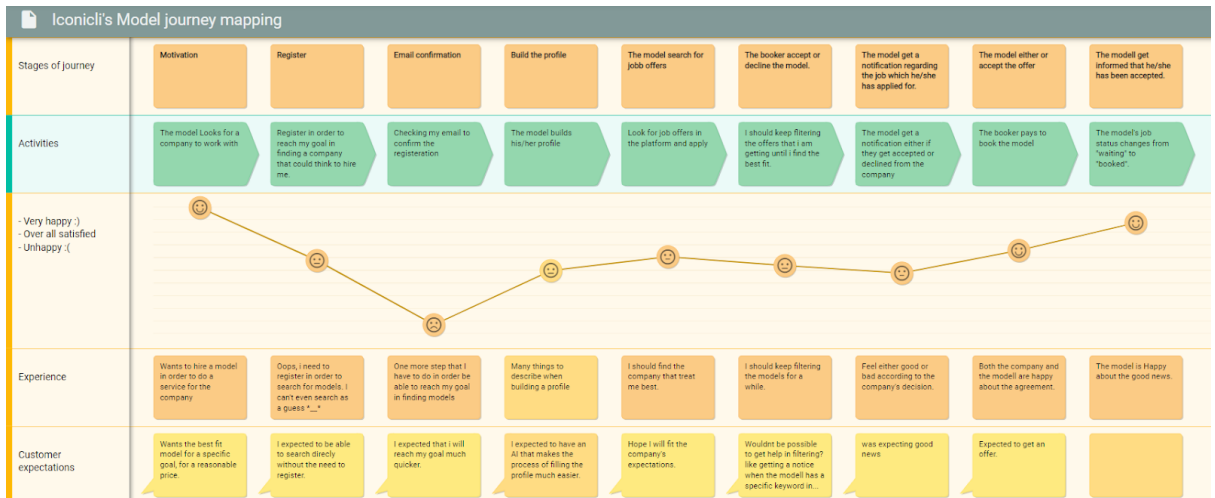 Iconicli's Model journey mapping
Stages of journey
Motivation
Register
Email confirmation
Build the profile
The model search for
jobb offers
The booker accept or
decline the model.
The model get a
notification regarding
the job which he/she
has applied for.
The model either or
accept the offer
The modell get
informed that he/she
has been accepted.
Activities
The model Looks for a
company to work with
Register in order to
reach my goal in
finding a company
that could think to hire
me.
Checking my email to
confirm the
registeration
The model builds
his/her profile
Look for job offers in
the platform and apply
I should keep filtering
the offers that i am
getting until i find the
best fit.
The model get a
notification either if
they get accepted or
declined from the
company
The booker pays to
book the model
The model's job
status changes from
"waiting" to
"booked".
- Very happy :)
- Over all satisfied
- Unhappy :(
Experience
Wants to hire a model
in order to do a
service for the
company
Oops, i need to
register in order to
search for models. I
can't even search as
a guess *__*
One more step that I
have to do in order be
able to reach my goal
in finding models
Many things to
describe when
building a profile
I should find the
company that treat
me best.
I should keep filtering
the models for a
while.
Feel either good or
bad according to the
company's decision.
Both the company and
the modell are happy
about the agreement.
The model is Happy
about the good news.
Customer
expectations
Wants the best fit
model for a specific
goal, for a reasonable
price.
I expected to be able
to search direcly
without the need to
register.
I expected that i will
reach my goal much
quicker.
I expected to have an
AI that makes the
process of filling the
profile much easier.
Hope I will fit the
company's
expectations.
Wouldnt be possible
to get help in filtering?
like getting a notice
when the modell has a
specific keyword in...
was expecting good
news
Expected to get an
offer.